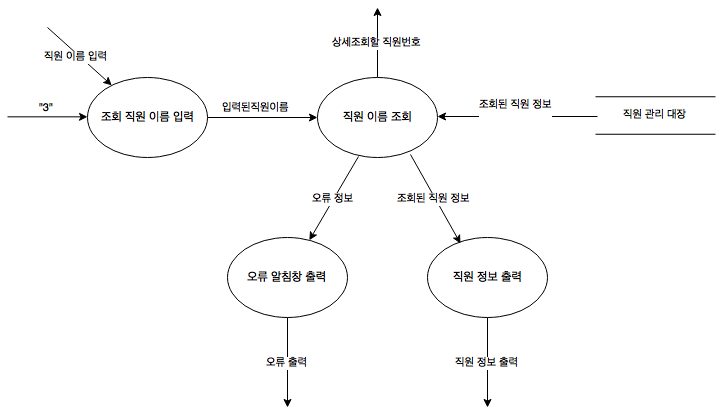 상세조회할 직원번호
직원 이름 입력
"3"
조회 직원 이름 입력
입력된직원이름
직원 이름 조회
조회된 직원 정보
직원 관리 대장
오류 정보
조회된 직원 정보
오류 알침창 출력
직원 정보 출력
오류 출력
직원 정보 출력